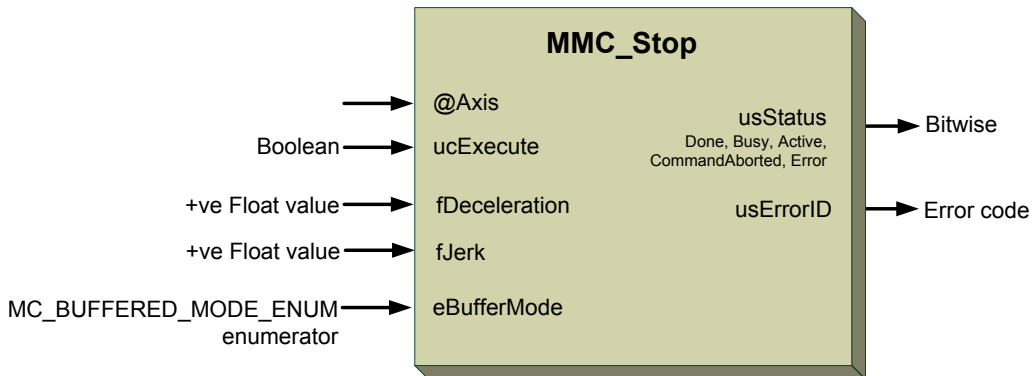 MMC_Stop
@Axis
Boolean
ucExecute
+ve Float value
fDeceleration
+ve Float value
fJerk
MC_BUFFERED_MODE_ENUM
enumerator
eBufferMode
usStatus
Done, Busy, Active,
CommandAborted, Error
Bitwise
usErrorID
Error code